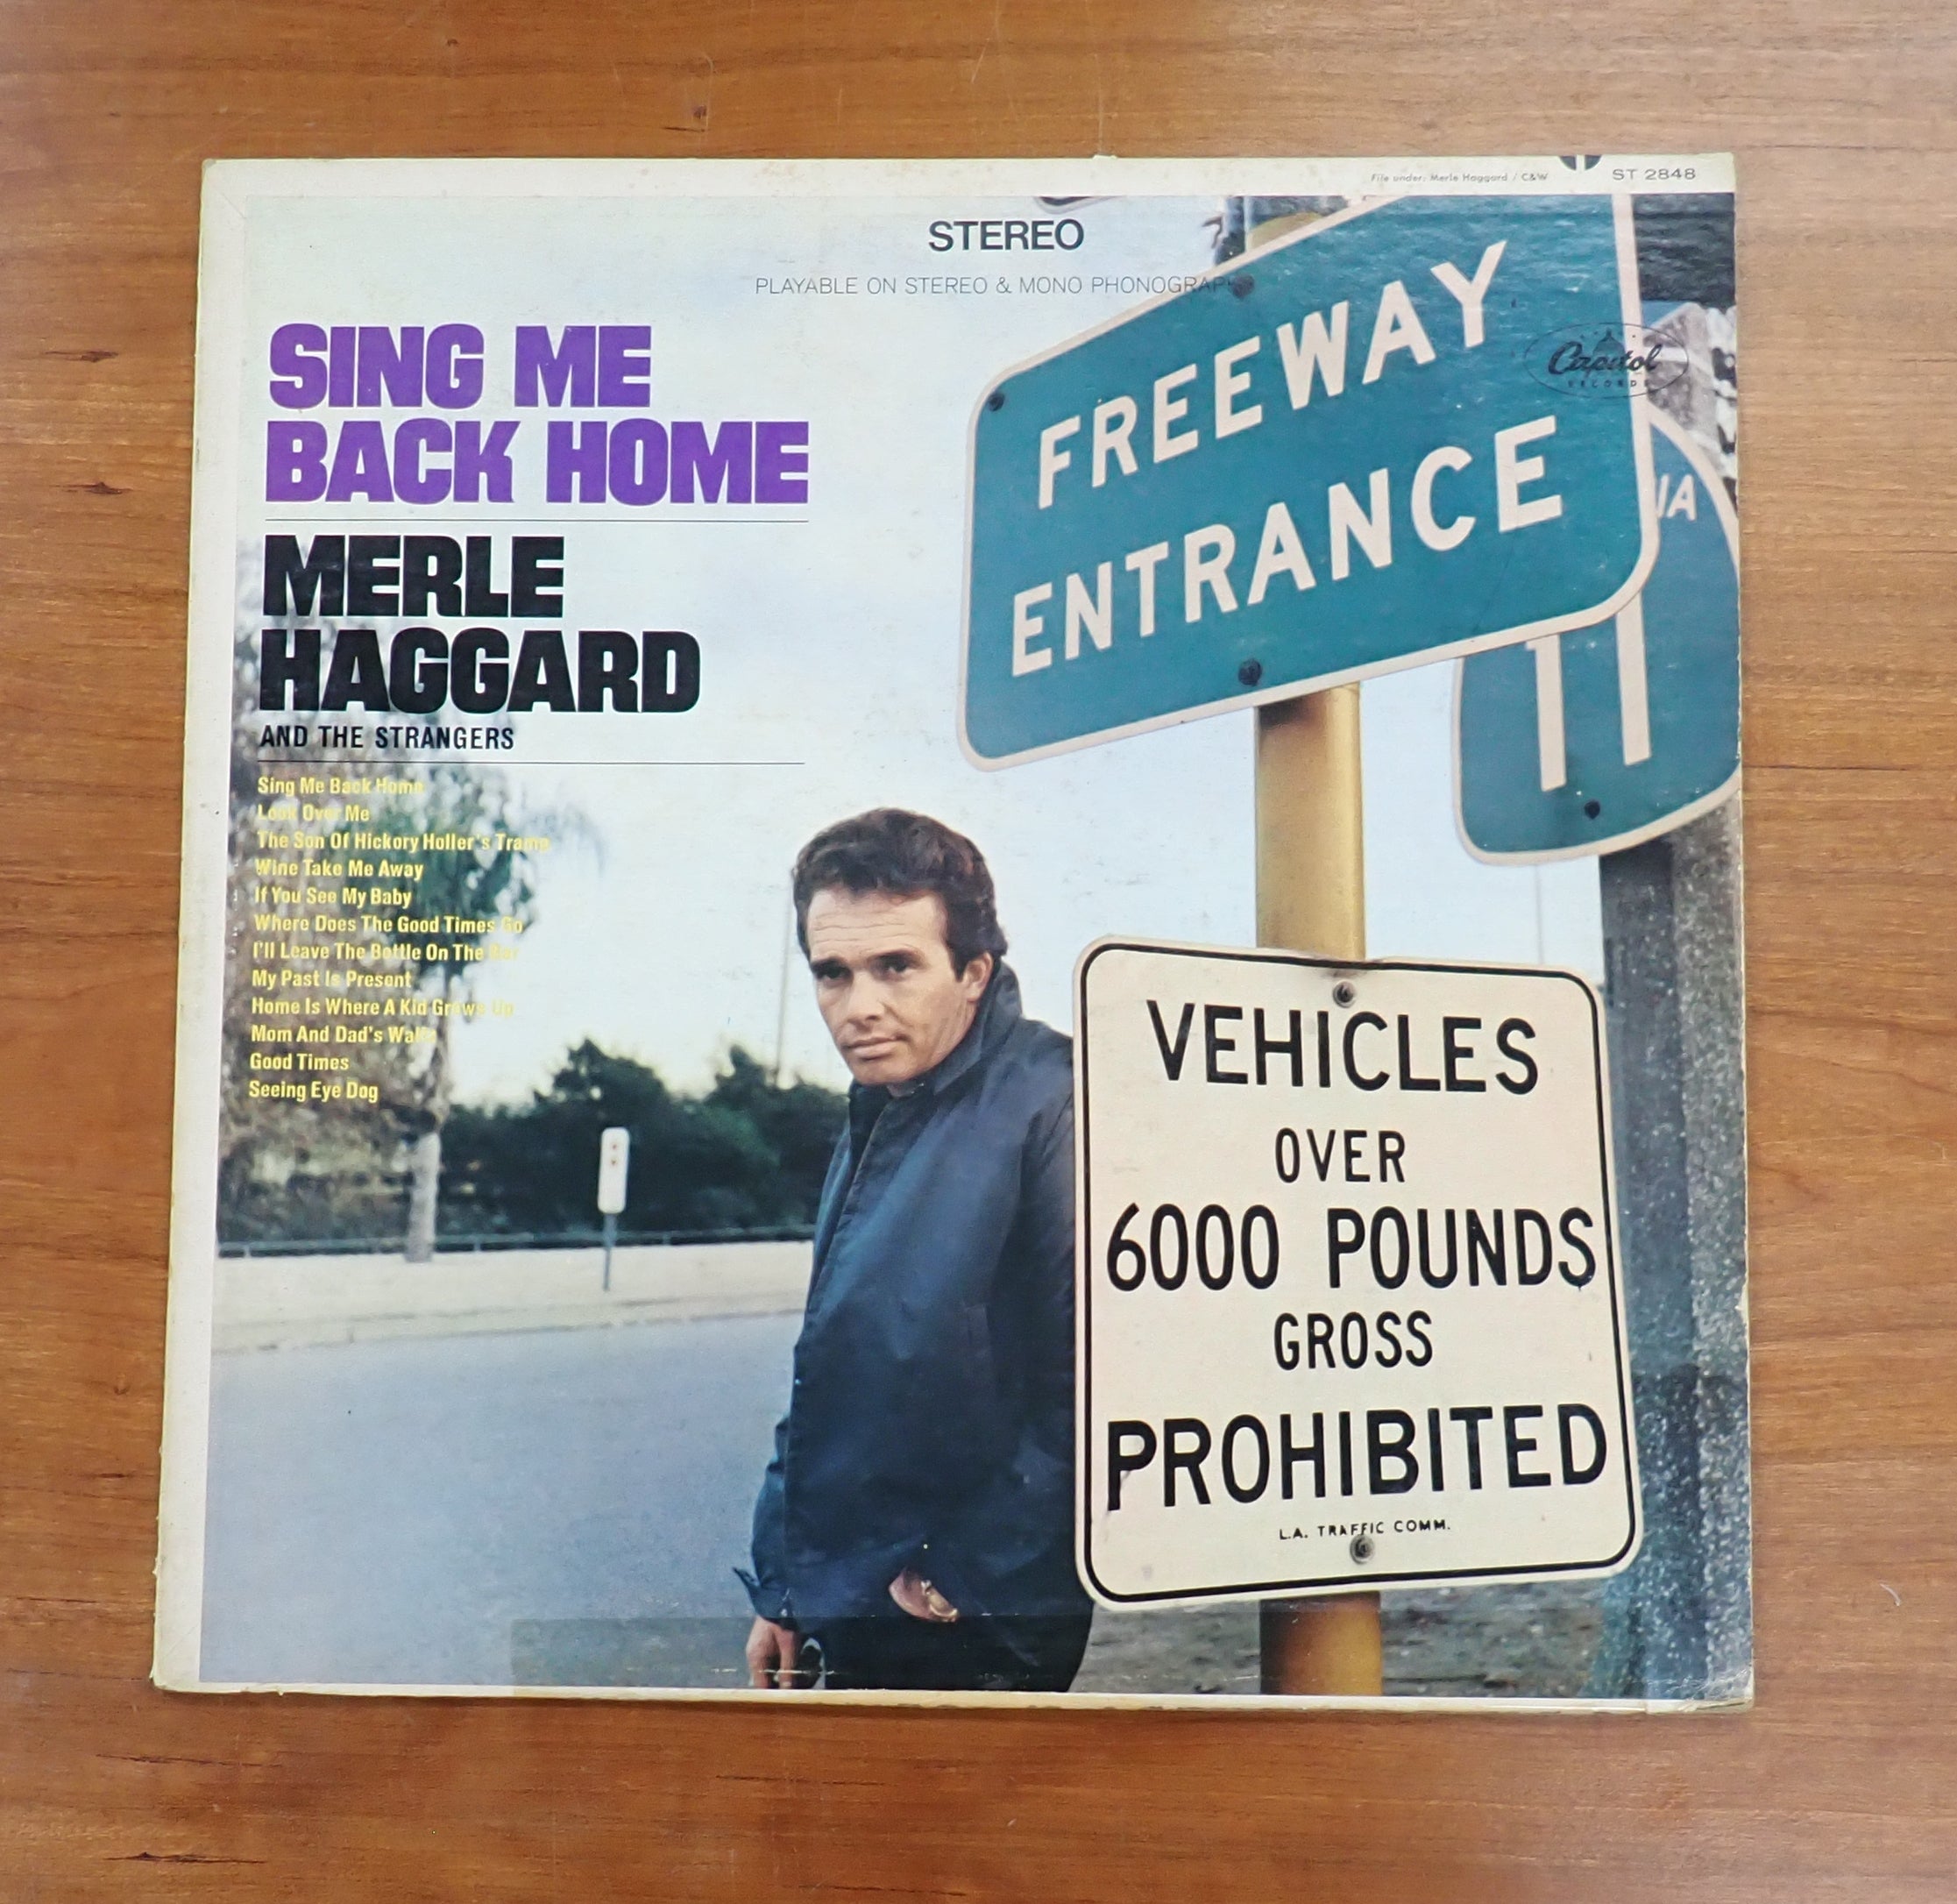 File under: Merle Haggard / C&W
ST 2848
STEREO
PLAYABLE ON STEREO & MONO PHONOGRAPH
SING ME
BACK HOME
MERLE
HAGGARD
AND THE STRANGERS
Sing Me Back Home
Look Over Me
The Son Of Hickory Holler's Tramp
Wine Take Me Away
If You See My Baby
Where Does The Good Times Go
I'll Leave The Bottle On The Bar
My Past Is Present
Home Is Where A Kid Grows Up
Mom And Dad's Waltz
Good Times
Seeing Eye Dog
FREEWAY
ENTRANCE
Capitol
RECORDS
IA
11
VEHICLES
OVER
6000 POUNDS
GROSS
PROHIBITED
L.A. TRAFFIC COMM.